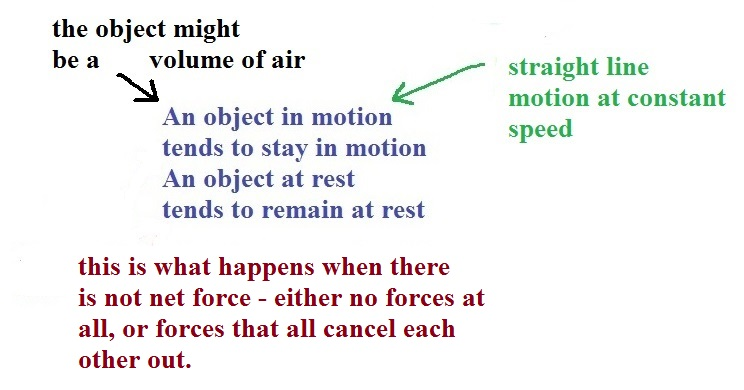 the object might
be a volume of air
straight line
motion at constant
speed
An object in motion
tends to stay in motion
An object at rest
tends to remain at rest
this is what happens when there
is not net force - either no forces at
all, or forces that all cancel each
other out.